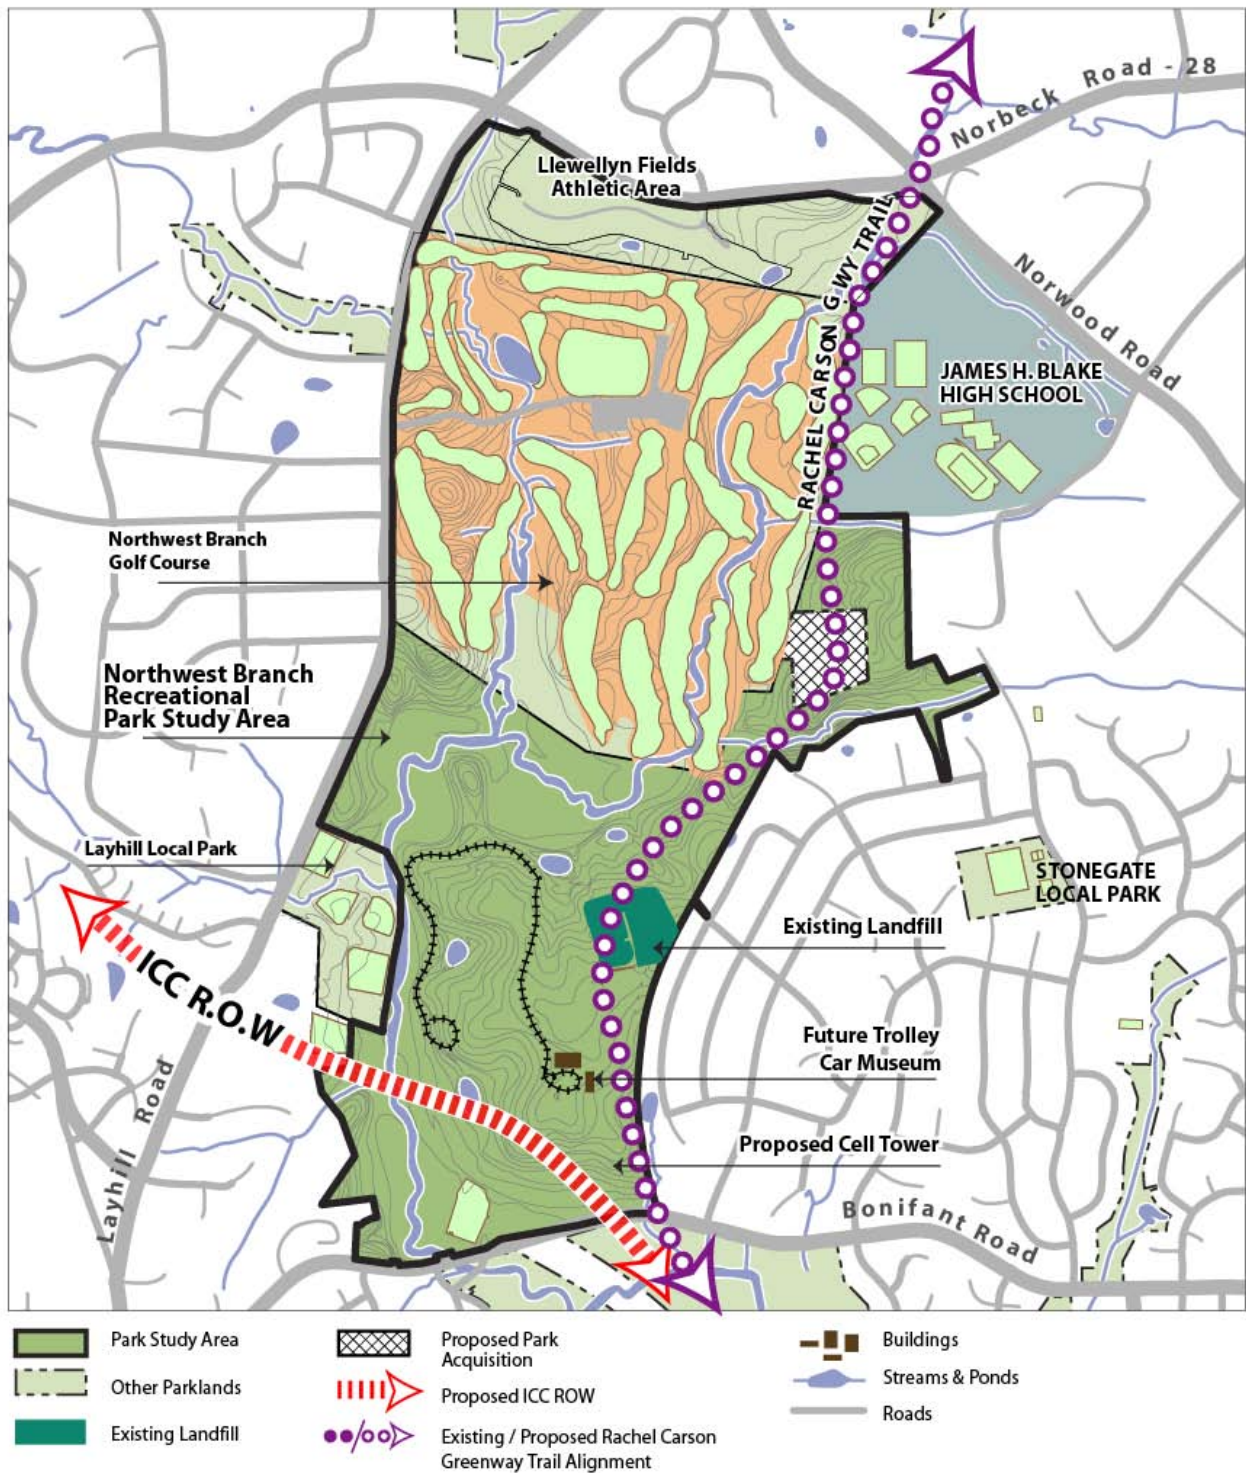 Norbeck Road - 28
Llewellyn Fields
Athletic Area
RACHEL CARSON G WY TRAIL
Norwood Road
JAMES H. BLAKE
HIGH SCHOOL
Northwest Branch
Golf Course
Northwest Branch
Recreational
Park Study Area
Layhill Local Park
STONEGATE
LOCAL PARK
Existing Landfill
ICC R.O.W
Future Trolley
Car Museum
Layhill Road
Proposed Cell Tower
Bonifant Road
Park Study Area
Other Parklands
Existing Landfill
Proposed Park
Acquisition
Proposed ICC ROW
Existing / Proposed Rachel Carson
Greenway Trail Alignment
Buildings
Streams & Ponds
Roads